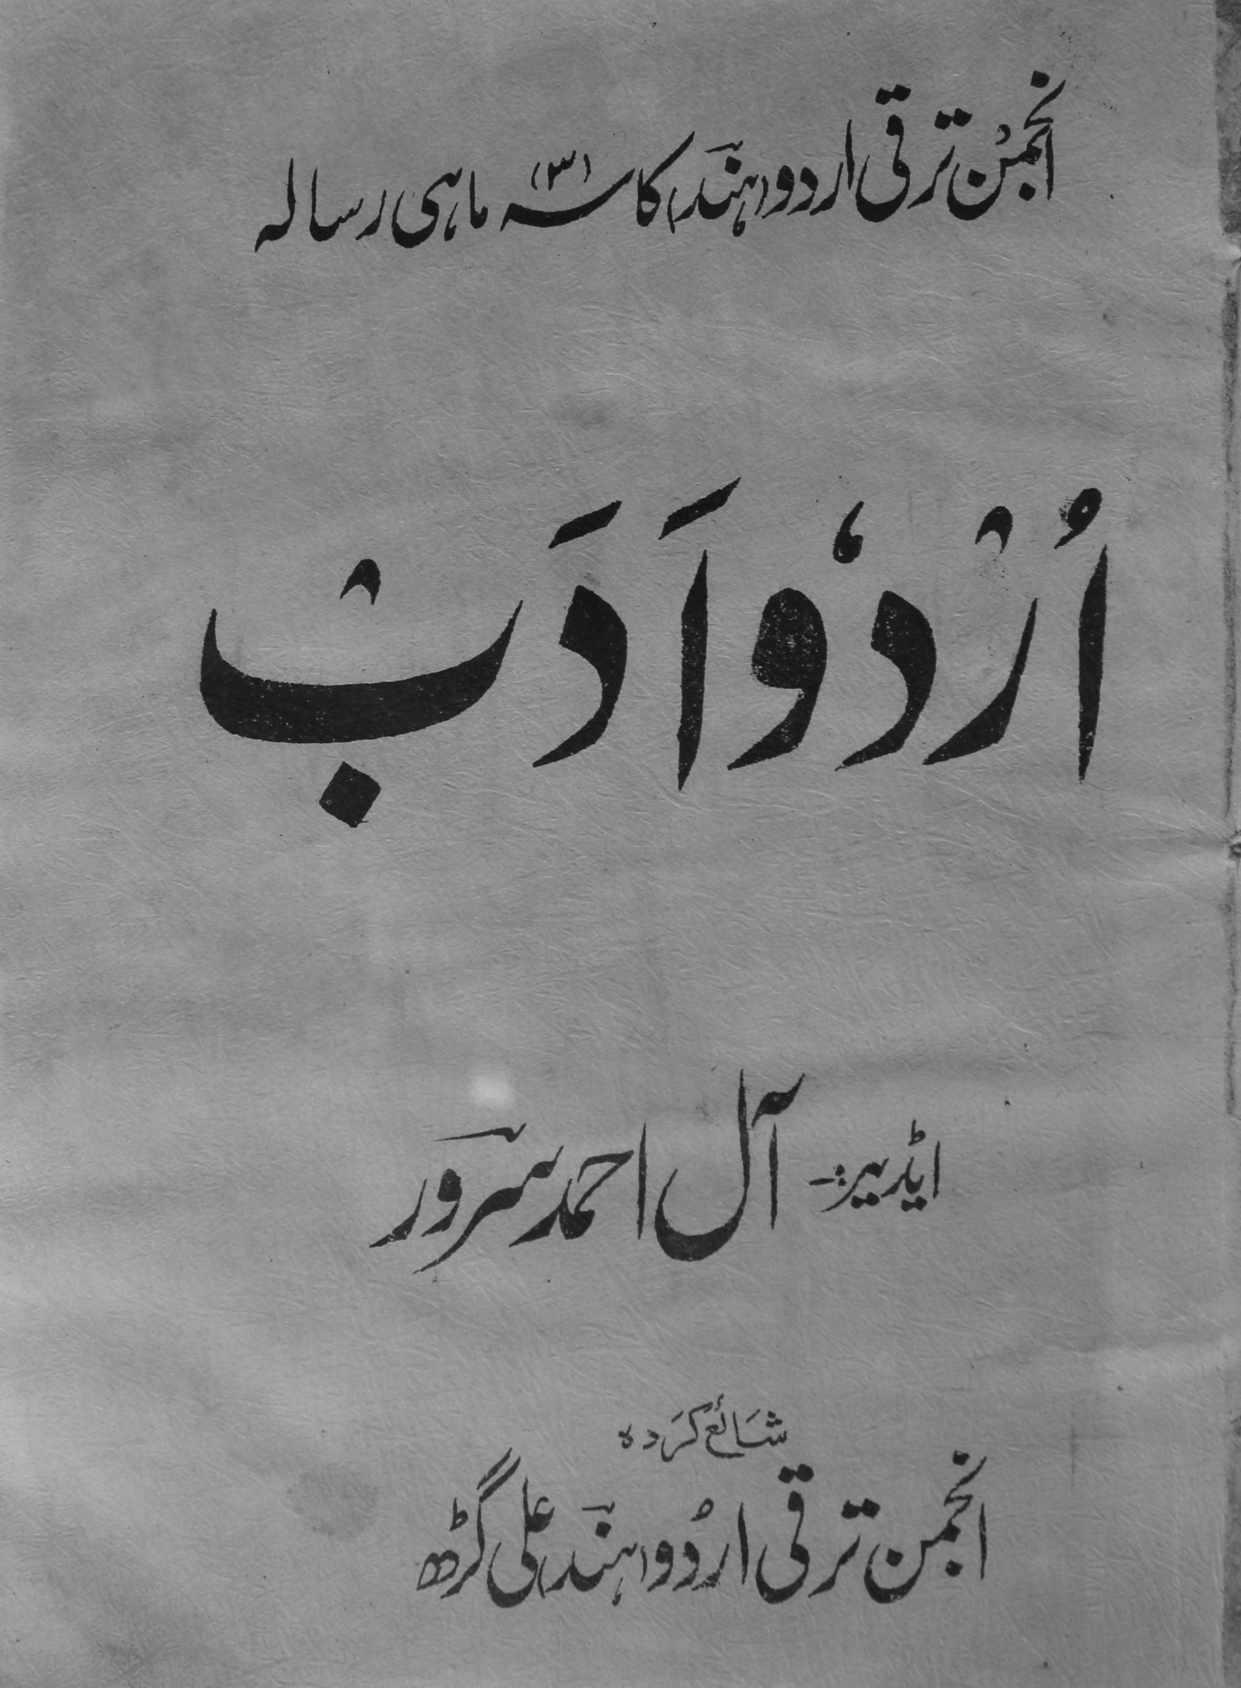 انجمن ترقی اردو (ہند) کا سہ (۳) ماہی رسالہ
اُرْدُو اَدَبْ
ایڈیٹر:- آل احمد سرور
شائع کردہ
انجمن ترقی اردو (ہند) علی گڑھ